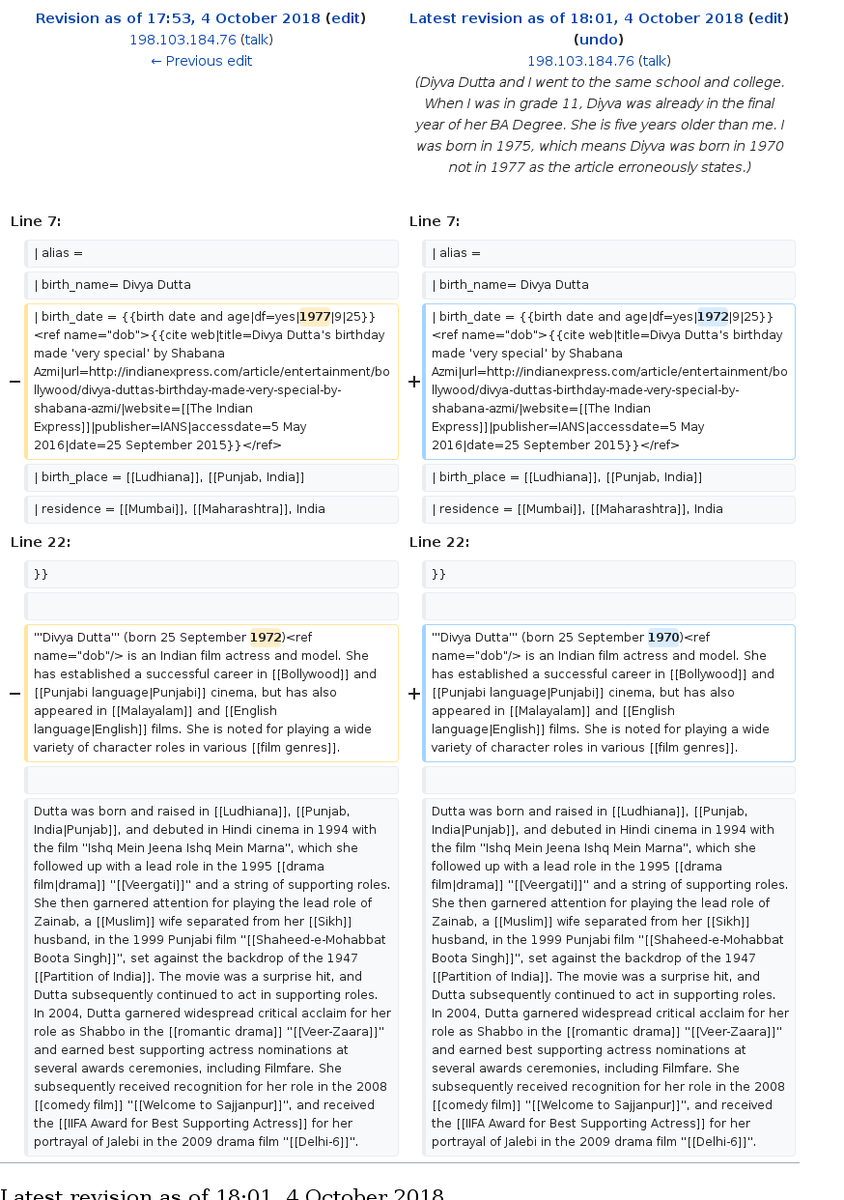 Revision as of 17:53, 4 October 2018 (edit)
198.103.184.76 (talk)
← Previous edit
Latest revision as of 18:01, 4 October 2018 (edit)
(undo)
198.103.184.76 (talk)
(Diyva Dutta and I went to the same school and college.
When I was in grade 11, Diyva was already in the final
year of her BA Degree. She is five years older than me. I
was born in 1975, which means Diyva was born in 1970
not in 1977 as the article erroneously states.)
Line 7:
| alias =
| birth_name= Divya Dutta
− | birth_date = {{birth date and age|df=yes|1977|9|25}}
<ref name="dob">{{cite web|title=Divya Dutta's birthday
made 'very special' by Shabana
Azmi|url=http://indianexpress.com/article/entertainment/bo
llywood/divya-duttas-birthday-made-very-special-by-
shabana-azmi/|website=[[The Indian
Express]]|publisher=IANS|accessdate=5 May
2016|date=25 September 2015}}</ref>
| birth_place = [[Ludhiana]], [[Punjab, India]]
| residence = [[Mumbai]], [[Maharashtra]], India
Line 7:
| alias =
| birth_name= Divya Dutta
+ | birth_date = {{birth date and age|df=yes|1972|9|25}}
<ref name="dob">{{cite web|title=Divya Dutta's birthday
made 'very special' by Shabana
Azmi|url=http://indianexpress.com/article/entertainment/bo
llywood/divya-duttas-birthday-made-very-special-by-
shabana-azmi/|website=[[The Indian
Express]]|publisher=IANS|accessdate=5 May
2016|date=25 September 2015}}</ref>
| birth_place = [[Ludhiana]], [[Punjab, India]]
| residence = [[Mumbai]], [[Maharashtra]], India
Line 22:
}}
− '''Divya Dutta''' (born 25 September 1972)<ref
name="dob"/> is an Indian film actress and model. She
has established a successful career in [[Bollywood]] and
[[Punjabi language|Punjabi]] cinema, but has also
appeared in [[Malayalam]] and [[English
language|English]] films. She is noted for playing a wide
variety of character roles in various [[film genres]].
Dutta was born and raised in [[Ludhiana]], [[Punjab,
India|Punjab]], and debuted in Hindi cinema in 1994 with
the film ''Ishq Mein Jeena Ishq Mein Marna'', which she
followed up with a lead role in the 1995 [[drama
film|drama]] ''[[Veergati]]'' and a string of supporting roles.
She then garnered attention for playing the lead role of
Zainab, a [[Muslim]] wife separated from her [[Sikh]]
husband, in the 1999 Punjabi film ''[[Shaheed-e-Mohabbat
Boota Singh]]'', set against the backdrop of the 1947
[[Partition of India]]. The movie was a surprise hit, and
Dutta subsequently continued to act in supporting roles.
In 2004, Dutta garnered widespread critical acclaim for her
role as Shabbo in the [[romantic drama]] ''[[Veer-Zaara]]''
and earned best supporting actress nominations at
several awards ceremonies, including Filmfare. She
subsequently received recognition for her role in the 2008
[[comedy film]] ''[[Welcome to Sajjanpur]]'', and received
the [[IIFA Award for Best Supporting Actress]] for her
portrayal of Jalebi in the 2009 drama film ''[[Delhi-6]]''.
Line 22:
}}
+ '''Divya Dutta''' (born 25 September 1970)<ref
name="dob"/> is an Indian film actress and model. She
has established a successful career in [[Bollywood]] and
[[Punjabi language|Punjabi]] cinema, but has also
appeared in [[Malayalam]] and [[English
language|English]] films. She is noted for playing a wide
variety of character roles in various [[film genres]].
Dutta was born and raised in [[Ludhiana]], [[Punjab,
India|Punjab]], and debuted in Hindi cinema in 1994 with
the film ''Ishq Mein Jeena Ishq Mein Marna'', which she
followed up with a lead role in the 1995 [[drama
film|drama]] ''[[Veergati]]'' and a string of supporting roles.
She then garnered attention for playing the lead role of
Zainab, a [[Muslim]] wife separated from her [[Sikh]]
husband, in the 1999 Punjabi film ''[[Shaheed-e-Mohabbat
Boota Singh]]'', set against the backdrop of the 1947
[[Partition of India]]. The movie was a surprise hit, and
Dutta subsequently continued to act in supporting roles.
In 2004, Dutta garnered widespread critical acclaim for her
role as Shabbo in the [[romantic drama]] ''[[Veer-Zaara]]''
and earned best supporting actress nominations at
several awards ceremonies, including Filmfare. She
subsequently received recognition for her role in the 2008
[[comedy film]] ''[[Welcome to Sajjanpur]]'', and received
the [[IIFA Award for Best Supporting Actress]] for her
portrayal of Jalebi in the 2009 drama film ''[[Delhi-6]]''.
Latest revision as of 18:01, 4 October 2018